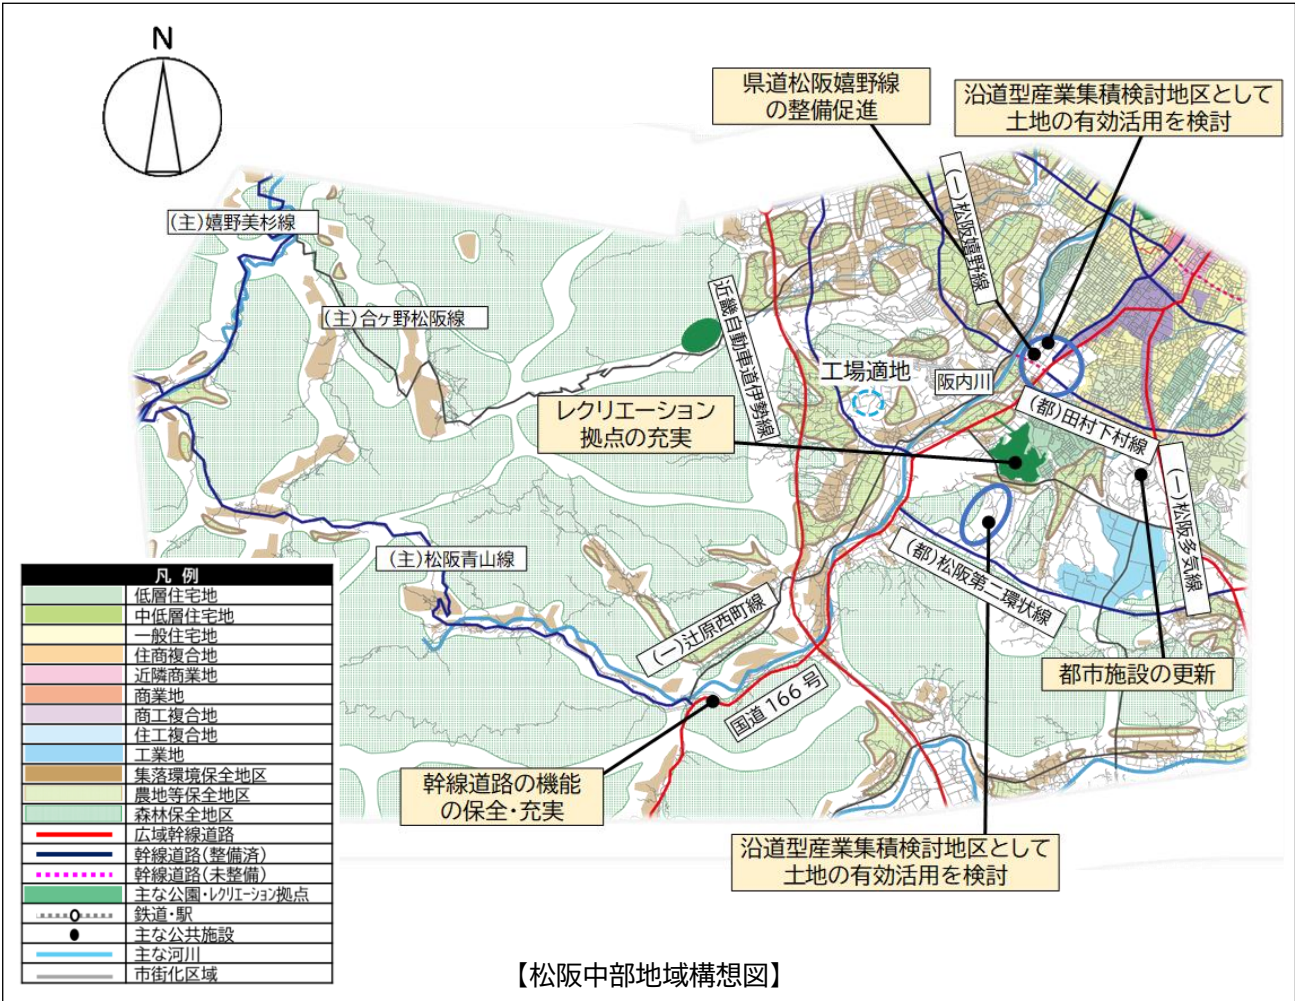 N
県道松阪嬉野線
の整備促進
沿道型産業集積検討地区として
土地の有効活用を検討
(主)嬉野美杉線
(一)松阪嬉野線
(主)合ヶ野松阪線
近畿自動車道伊勢線
工場適地
阪内川
レクリエーション
拠点の充実
(都)田村下村線
(一)松阪多気線
(主)松阪青山線
(都)松阪第二環状線
(一)辻原西町線
国道166号
都市施設の更新
幹線道路の機能
の保全・充実
沿道型産業集積検討地区として
土地の有効活用を検討
凡例
低層住宅地
中低層住宅地
一般住宅地
住商複合地
近隣商業地
商業地
商工複合地
住工複合地
工業地
集落環境保全地区
農地等保全地区
森林保全地区
広域幹線道路
幹線道路(整備済)
幹線道路(未整備)
主な公園・レクリエーション拠点
鉄道・駅
主な公共施設
主な河川
市街化区域
【松阪中部地域構想図】